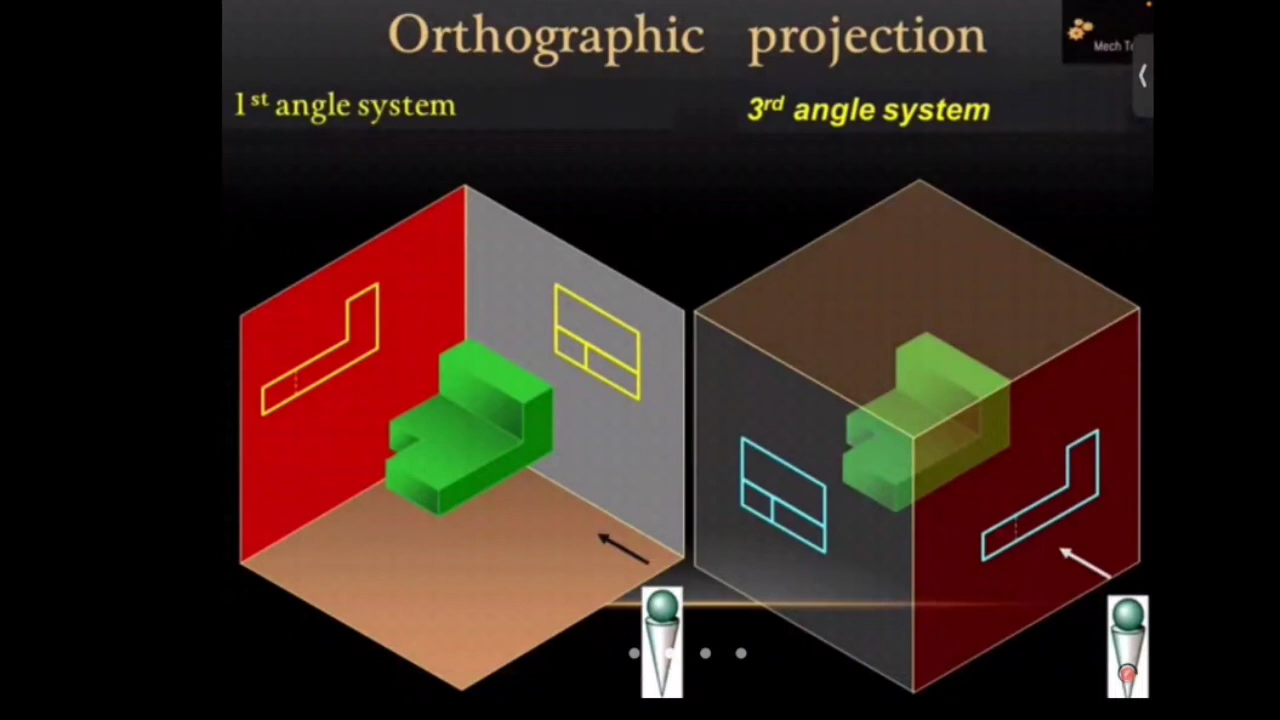 Orthographic projection
Mech
1st angle system
3rd angle system